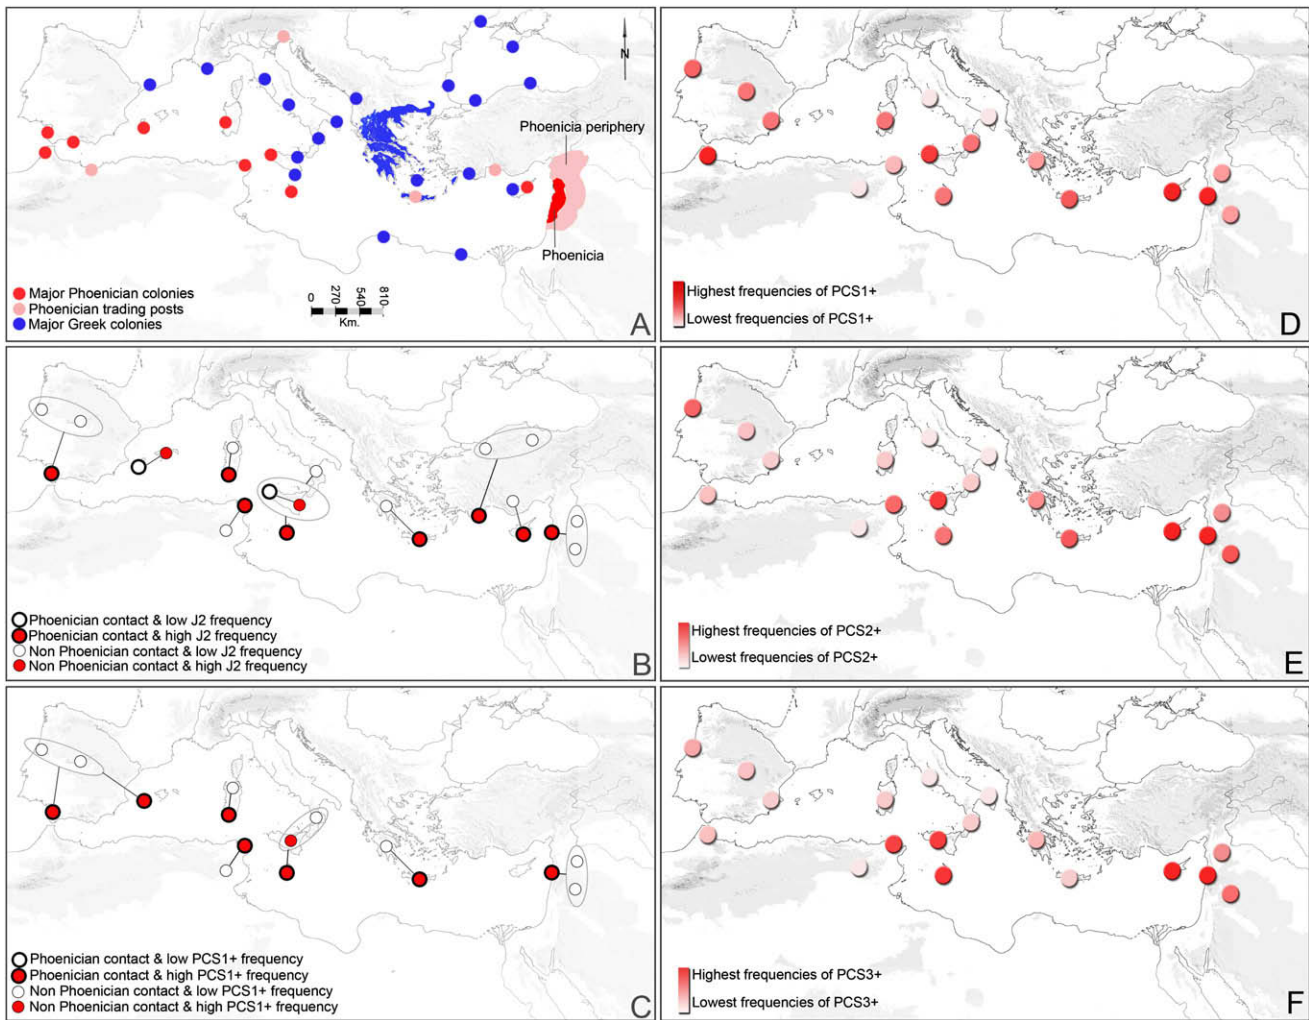 N
Phoenicia periphery
Phoenicia
Major Phoenician colonies
Phoenician trading posts
Major Greek colonies
0
270
540
810
Km.
A
Phoenician contact & low J2 frequency
Phoenician contact & high J2 frequency
Non Phoenician contact & low J2 frequency
Non Phoenician contact & high J2 frequency
B
Phoenician contact & low PCS1+ frequency
Phoenician contact & high PCS1+ frequency
Non Phoenician contact & low PCS1+ frequency
Non Phoenician contact & high PCS1+ frequency
C
Highest frequencies of PCS1+
Lowest frequencies of PCS1+
D
Highest frequencies of PCS2+
Lowest frequencies of PCS2+
E
Highest frequencies of PCS3+
Lowest frequencies of PCS3+
F